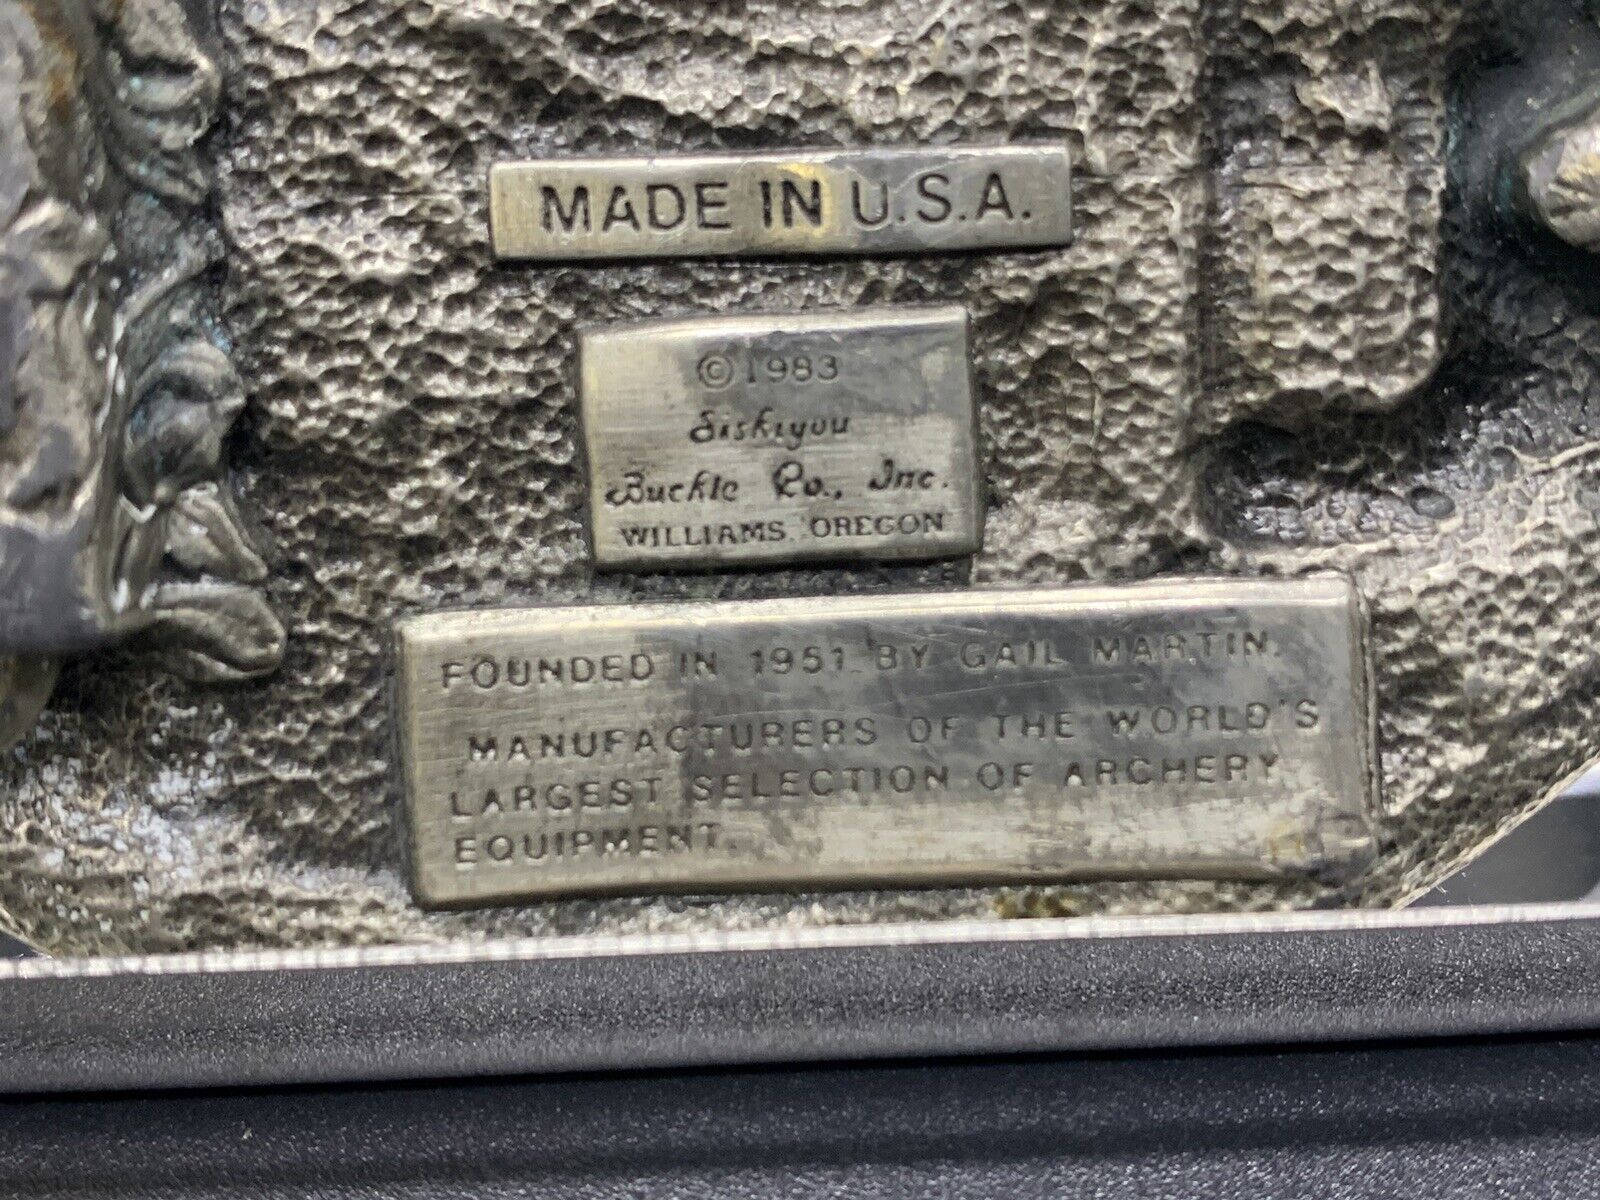 MADE IN U.S.A.
© 1983
Siskiyou
Buckle Co., Inc.
WILLIAMS, OREGON
FOUNDED IN 1951 BY GAIL MARTIN.
MANUFACTURERS OF THE WORLD'S
LARGEST SELECTION OF ARCHERY
EQUIPMENT.